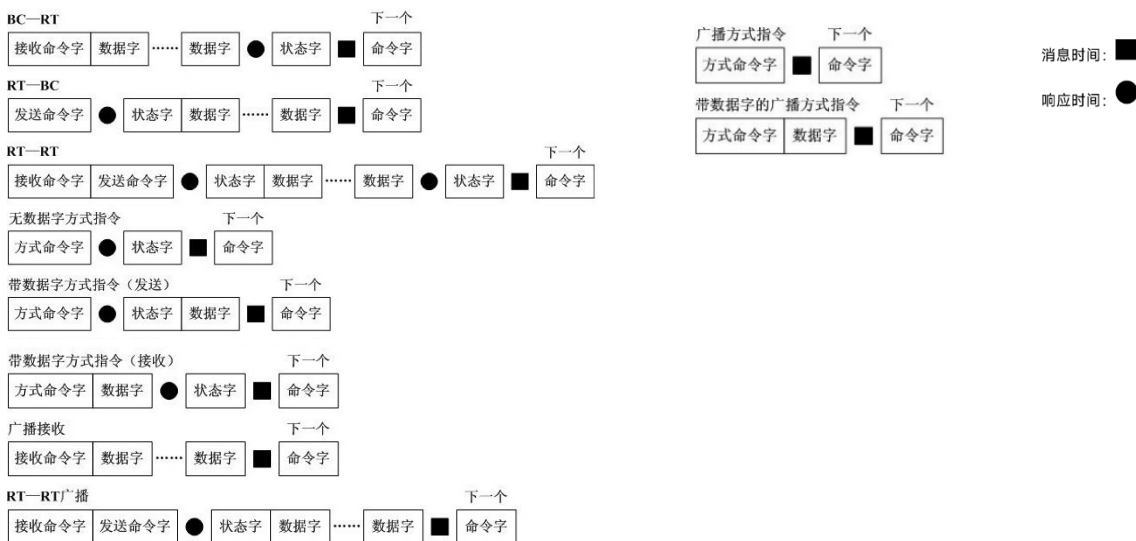 BC—RT 下一个
接收命令字 数据字 …… 数据字 状态字 命令字
RT—BC 下一个
发送命令字 状态字 数据字 …… 数据字 命令字
RT—RT 下一个
接收命令字 发送命令字 状态字 数据字 …… 数据字 状态字 命令字
无数据字方式指令 下一个
方式命令字 状态字 命令字
带数据字方式指令（发送） 下一个
方式命令字 状态字 数据字 命令字
带数据字方式指令（接收） 下一个
方式命令字 数据字 状态字 命令字
广播接收 下一个
接收命令字 数据字 …… 数据字 命令字
RT—RT广播 下一个
接收命令字 发送命令字 状态字 数据字 …… 数据字 命令字
广播方式指令 下一个
方式命令字 命令字
带数据字的广播方式指令 下一个
方式命令字 数据字 命令字
消息时间：
响应时间：